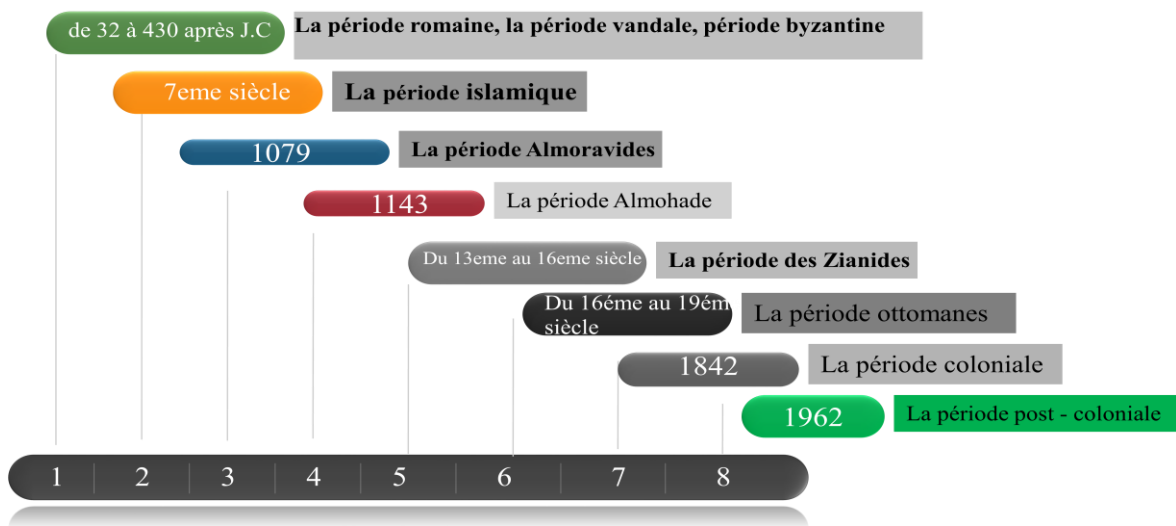 de 32 à 430 après J.C
La période romaine, la période vandale, période byzantine
7eme siècle
La période islamique
1079
La période Almoravides
1143
La période Almohade
Du 13eme au 16eme siècle
La période des Zianides
Du 16éme au 19ém
siècle
La période ottomanes
1842
La période coloniale
1962
La période post - coloniale
1 2 3 4 5 6 7 8